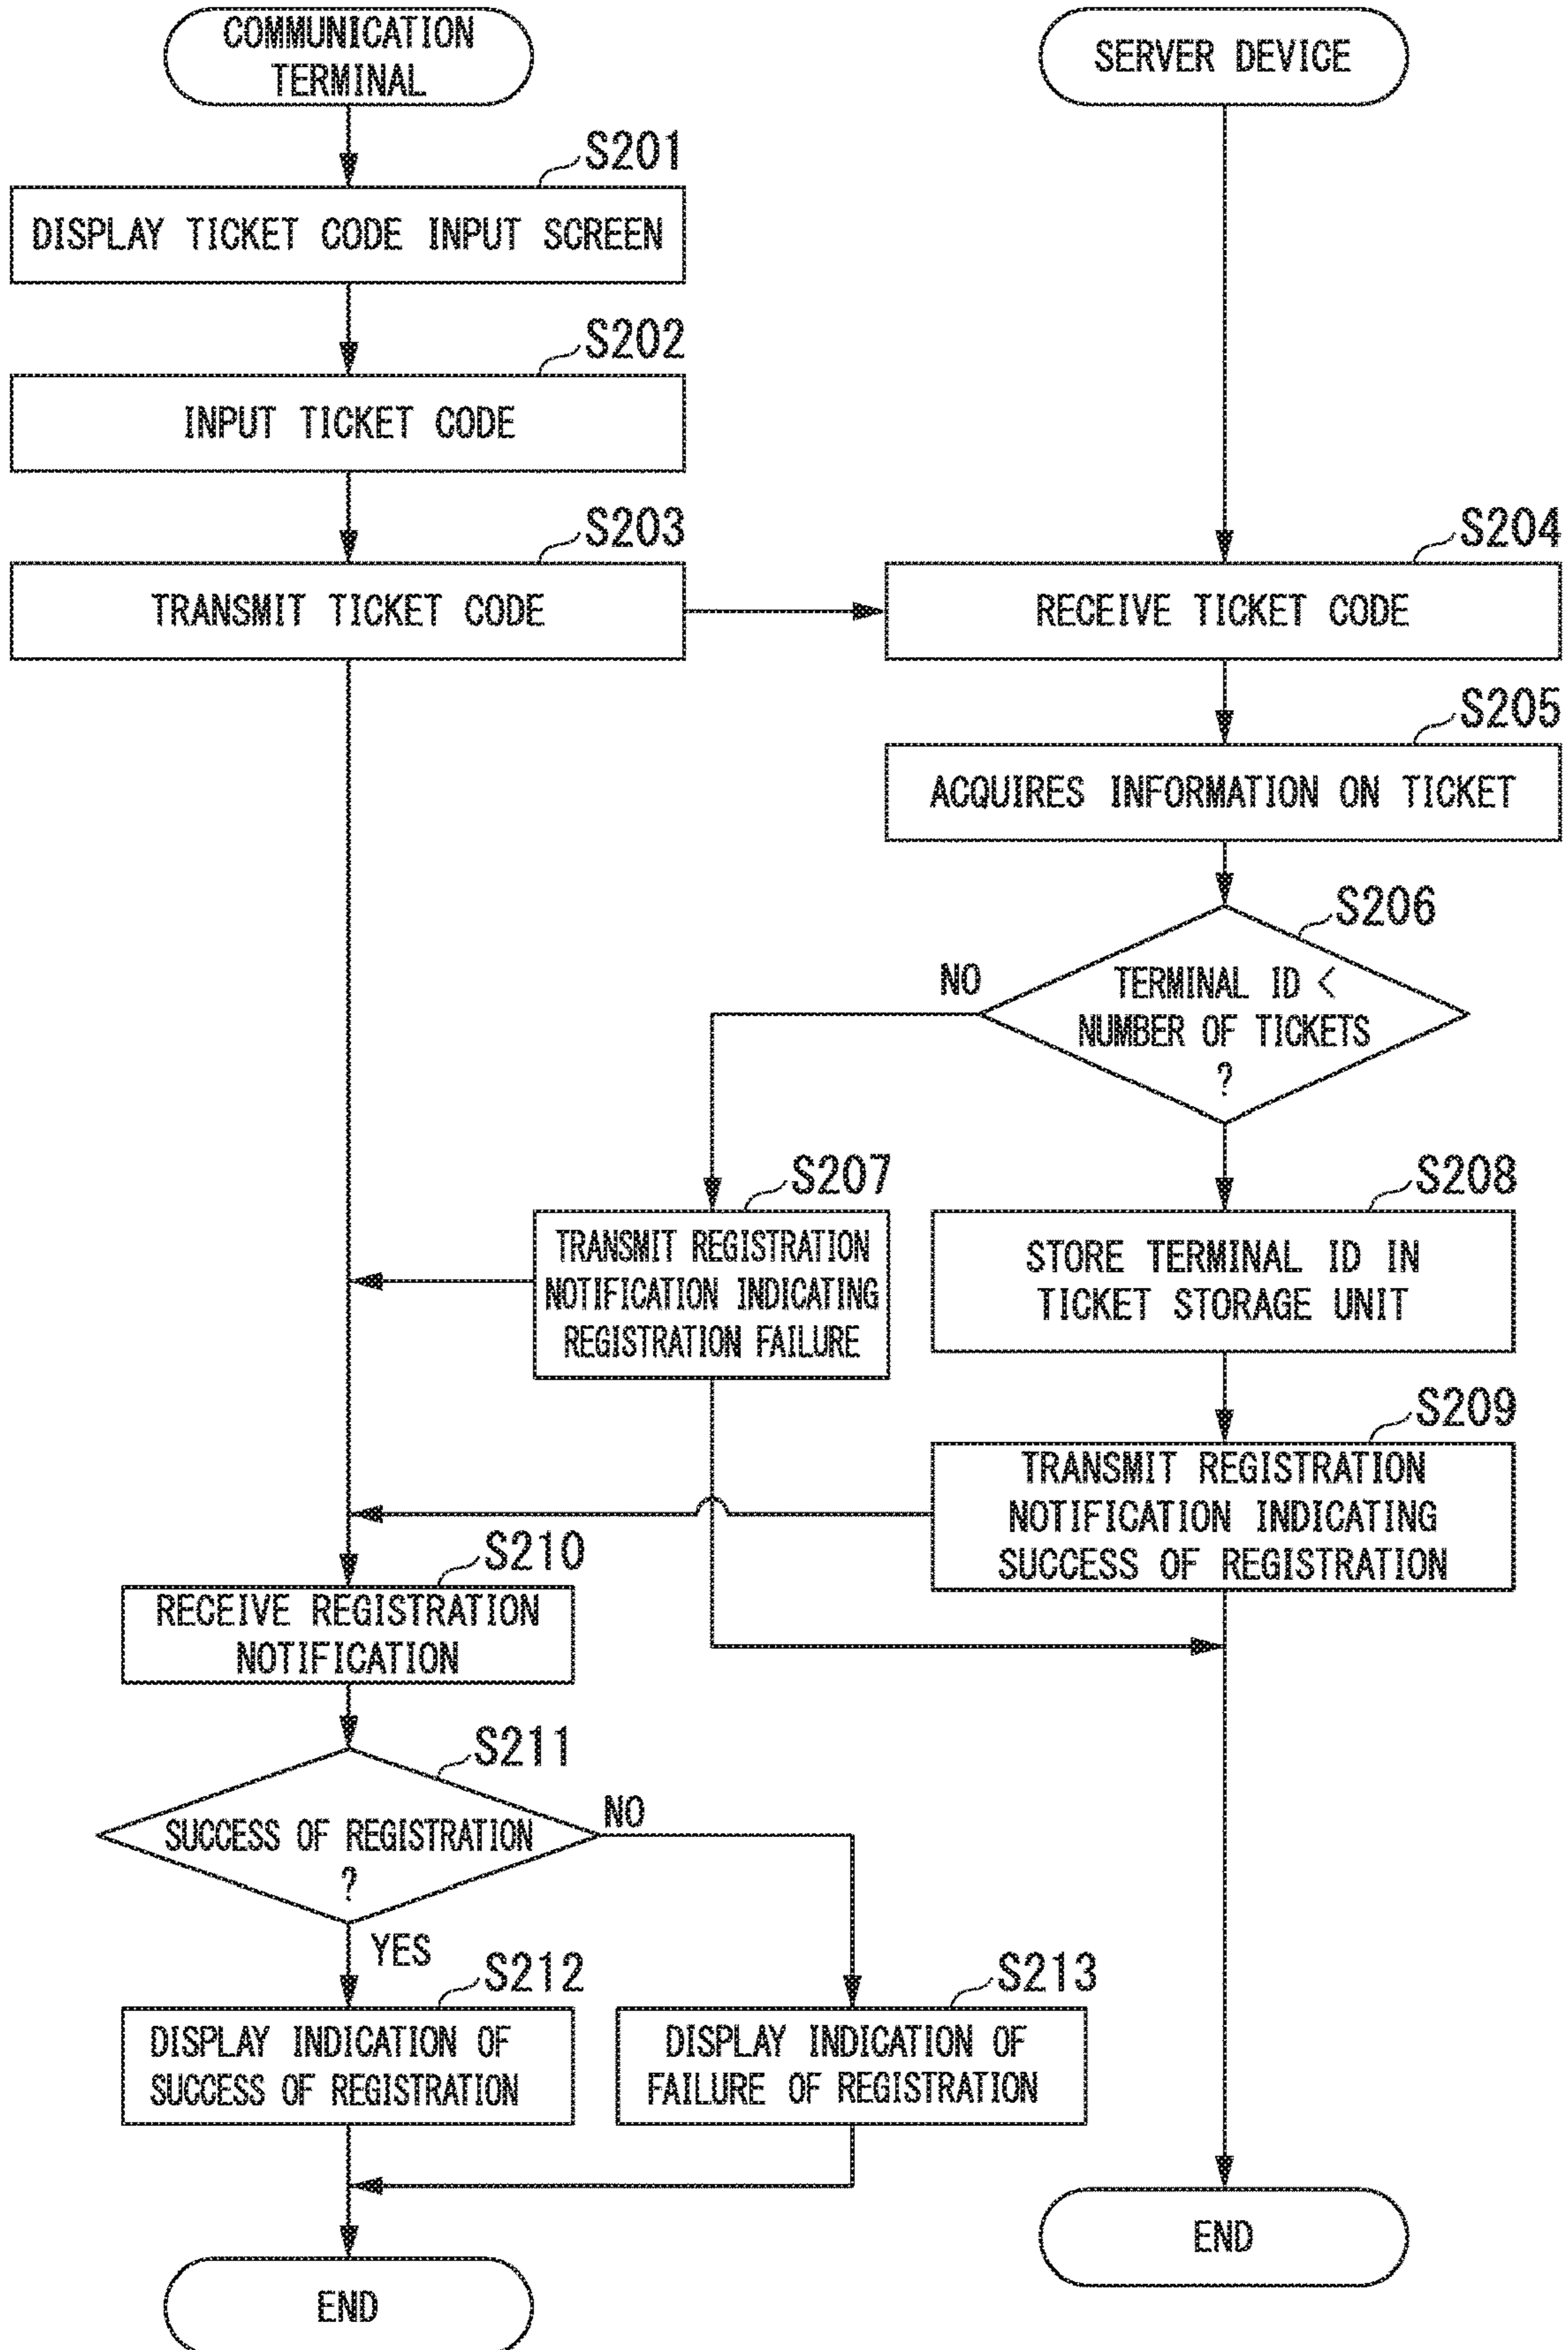 COMMUNICATION
TERMINAL
SERVER DEVICE
S201
DISPLAY TICKET CODE INPUT SCREEN
S202
INPUT TICKET CODE
S203
TRANSMIT TICKET CODE
S204
RECEIVE TICKET CODE
S205
ACQUIRES INFORMATION ON TICKET
S206
TERMINAL ID <
NUMBER OF TICKETS
?
NO
S207
TRANSMIT REGISTRATION
NOTIFICATION INDICATING
REGISTRATION FAILURE
S208
STORE TERMINAL ID IN
TICKET STORAGE UNIT
S209
TRANSMIT REGISTRATION
NOTIFICATION INDICATING
SUCCESS OF REGISTRATION
S210
RECEIVE REGISTRATION
NOTIFICATION
S211
SUCCESS OF REGISTRATION
?
NO
YES
S212
DISPLAY INDICATION OF
SUCCESS OF REGISTRATION
S213
DISPLAY INDICATION OF
FAILURE OF REGISTRATION
END
END